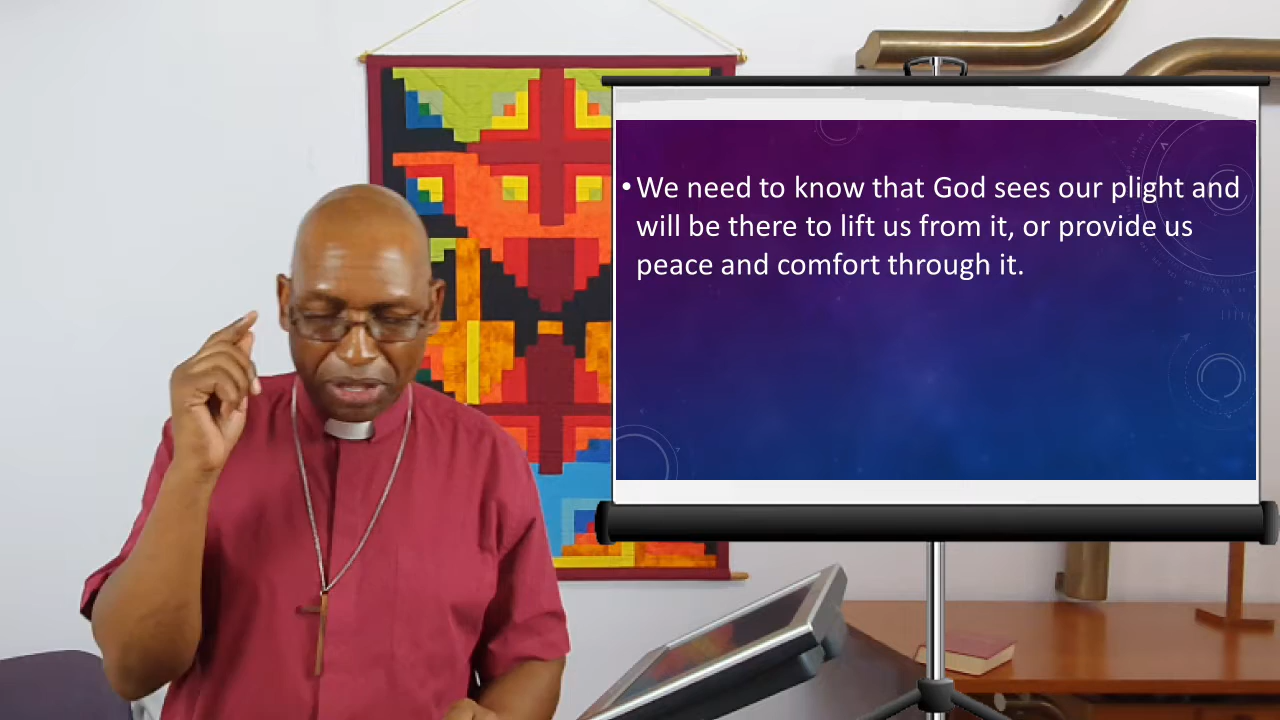 • We need to know that God sees our plight and
will be there to lift us from it, or provide us
peace and comfort through it.